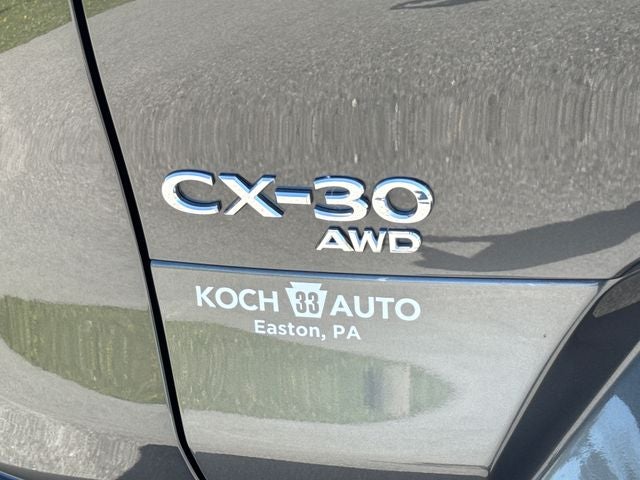 CX-30
AWD
KOCH 33 AUTO
Easton, PA